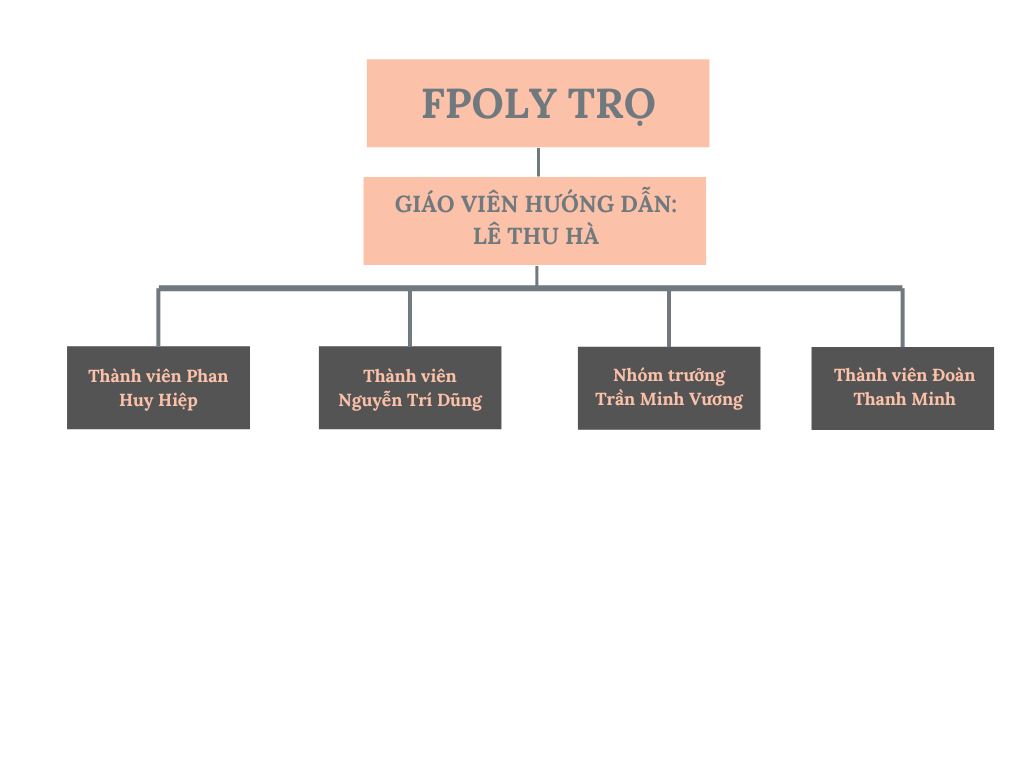 FPOLY TRỌ
GIÁO VIÊN HƯỚNG DẪN:
LÊ THU HÀ
Thành viên Phan
Huy Hiệp
Thành viên
Nguyễn Trí Dũng
Nhóm trưởng
Trần Minh Vương
Thành viên Đoàn
Thanh Minh